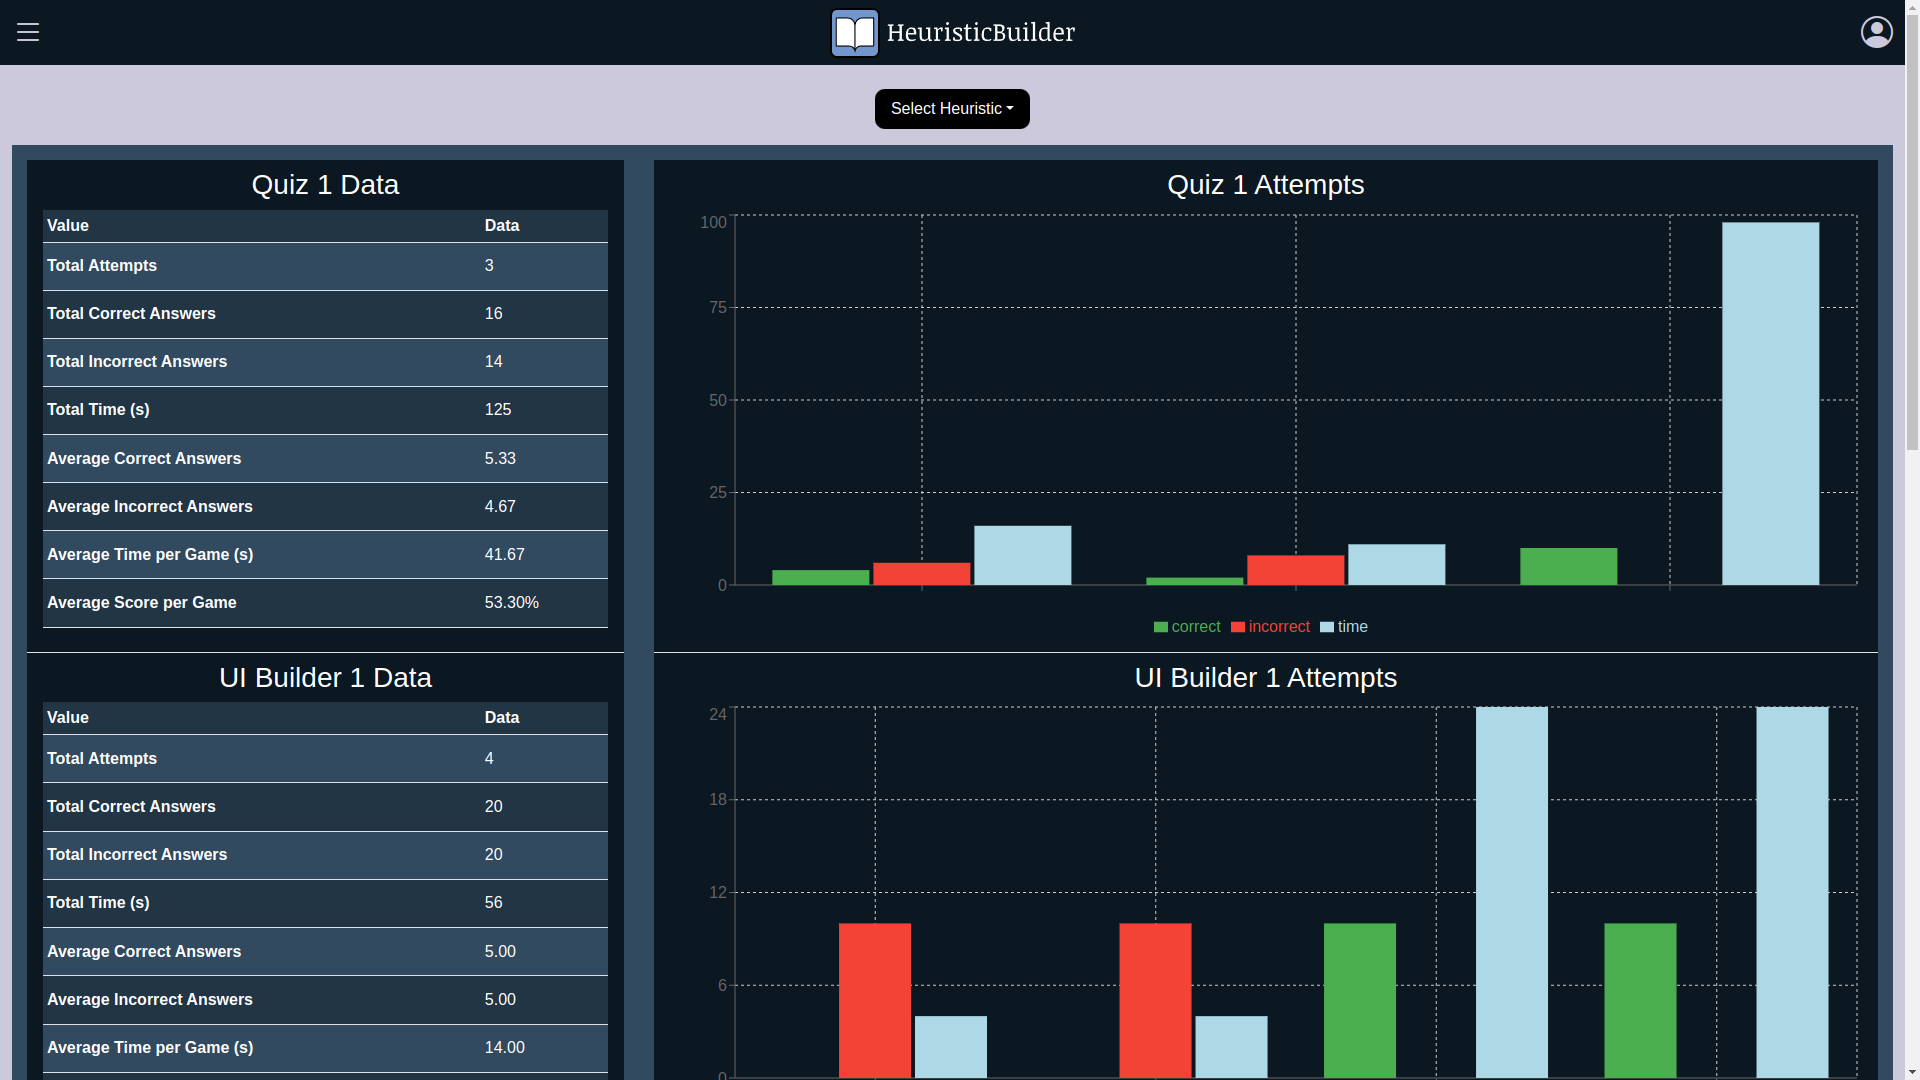 HeuristicBuilder
Select Heuristic
Quiz 1 Data
Value Data
Total Attempts 3
Total Correct Answers 16
Total Incorrect Answers 14
Total Time (s) 125
Average Correct Answers 5.33
Average Incorrect Answers 4.67
Average Time per Game (s) 41.67
Average Score per Game 53.30%
Quiz 1 Attempts
100
75
50
25
0
correct incorrect time
UI Builder 1 Data
Value Data
Total Attempts 4
Total Correct Answers 20
Total Incorrect Answers 20
Total Time (s) 56
Average Correct Answers 5.00
Average Incorrect Answers 5.00
Average Time per Game (s) 14.00
UI Builder 1 Attempts
24
18
12
6
0